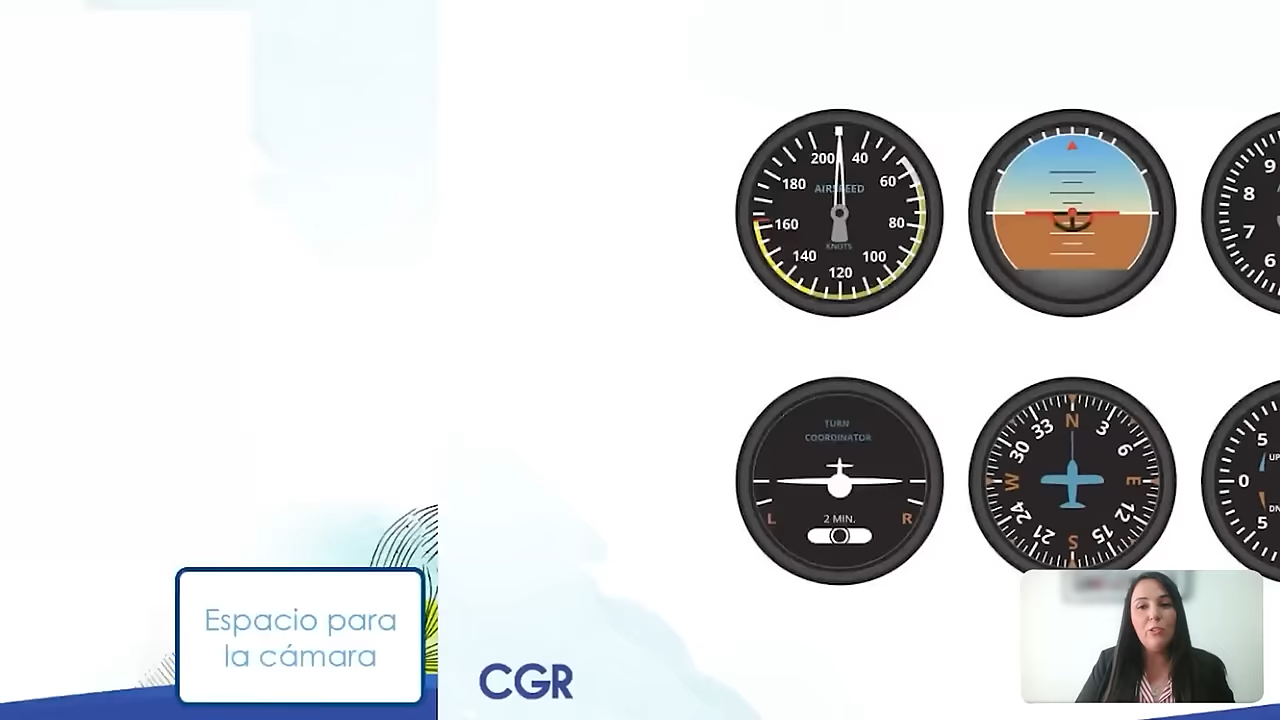 200
40
180
AIRSPEED
60
160
80
KNOTS
140
100
120
9
8
7
6
TURN
COORDINATOR
L
2 MIN.
R
N
33
3
30
6
W
E
24
12
21
15
S
5
UP
0
DN
5
Espacio para
la cámara
CGR